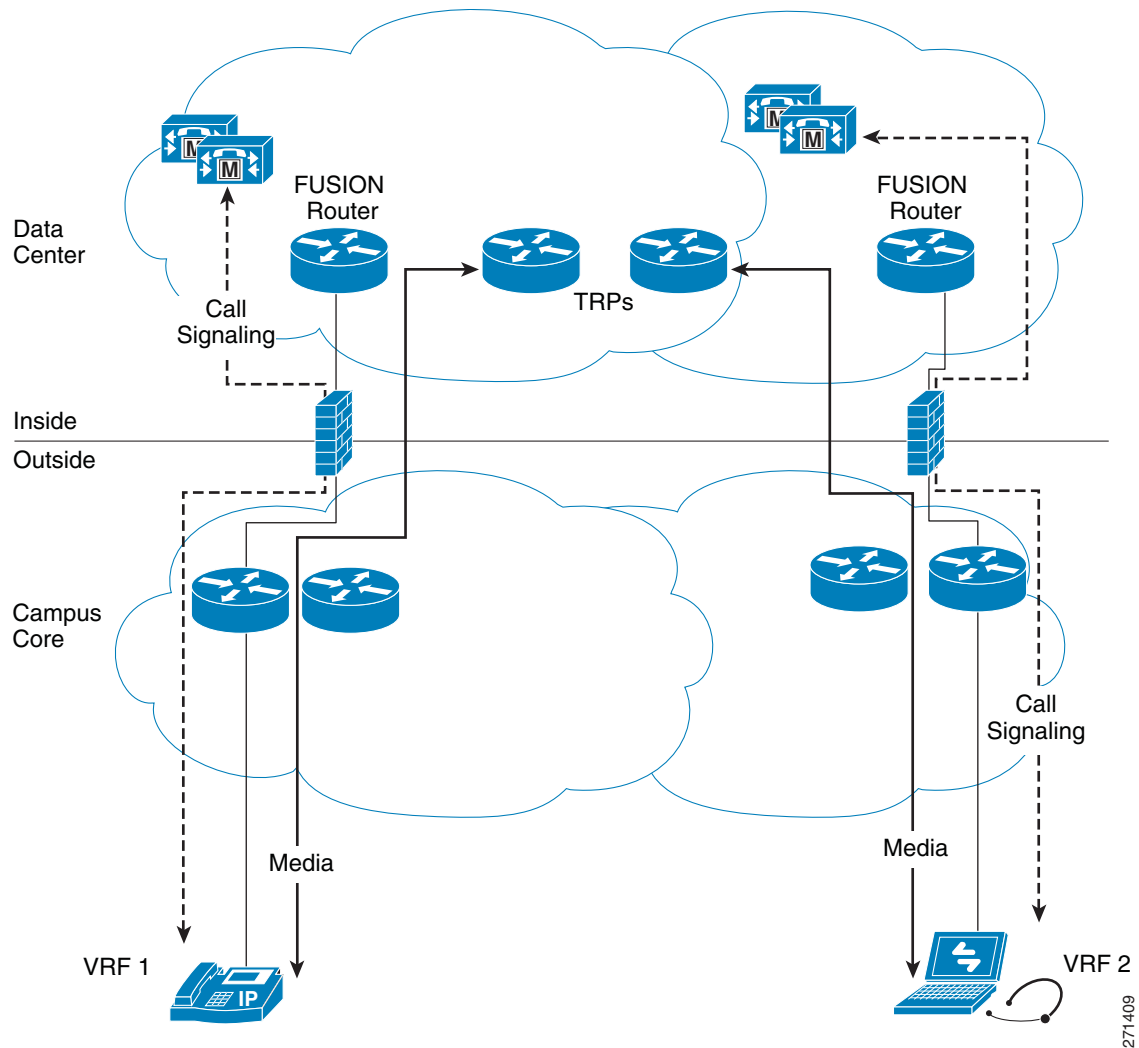 M
M
M
M
FUSION
Router
FUSION
Router
Data
Center
TRPs
Call
Signaling
Inside
Outside
Campus
Core
Call
Signaling
Media
Media
VRF 1
IP
VRF 2
271409